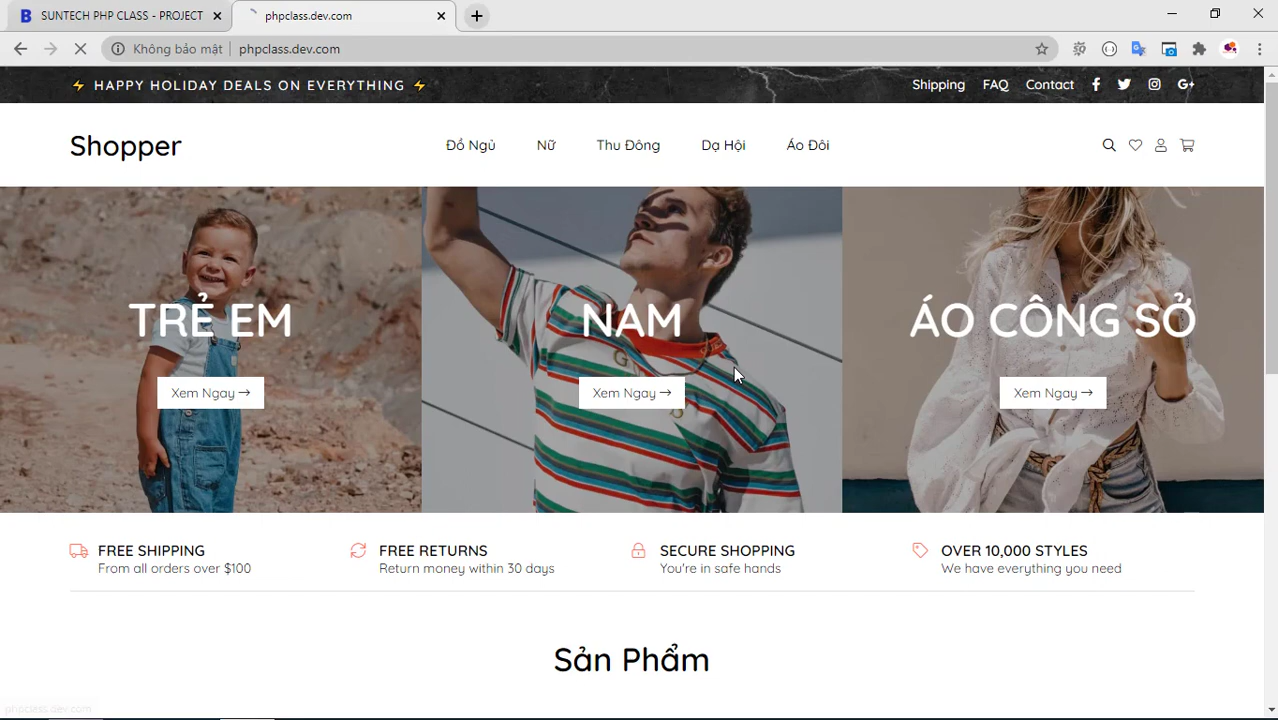 SUNTECH PHP CLASS - PROJECT
phpclass.dev.com
Không bảo mật
phpclass.dev.com
HAPPY HOLIDAY DEALS ON EVERYTHING
Shipping FAQ Contact
Shopper
Đồ Ngủ Nữ Thu Đông Dạ Hội Áo Đôi
TRẺ EM
NAM
ÁO CÔNG SỞ
Xem Ngay →
Xem Ngay →
Xem Ngay →
FREE SHIPPING
From all orders over $100
FREE RETURNS
Return money within 30 days
SECURE SHOPPING
You're in safe hands
OVER 10,000 STYLES
We have everything you need
Sản Phẩm
phpclass.dev.com